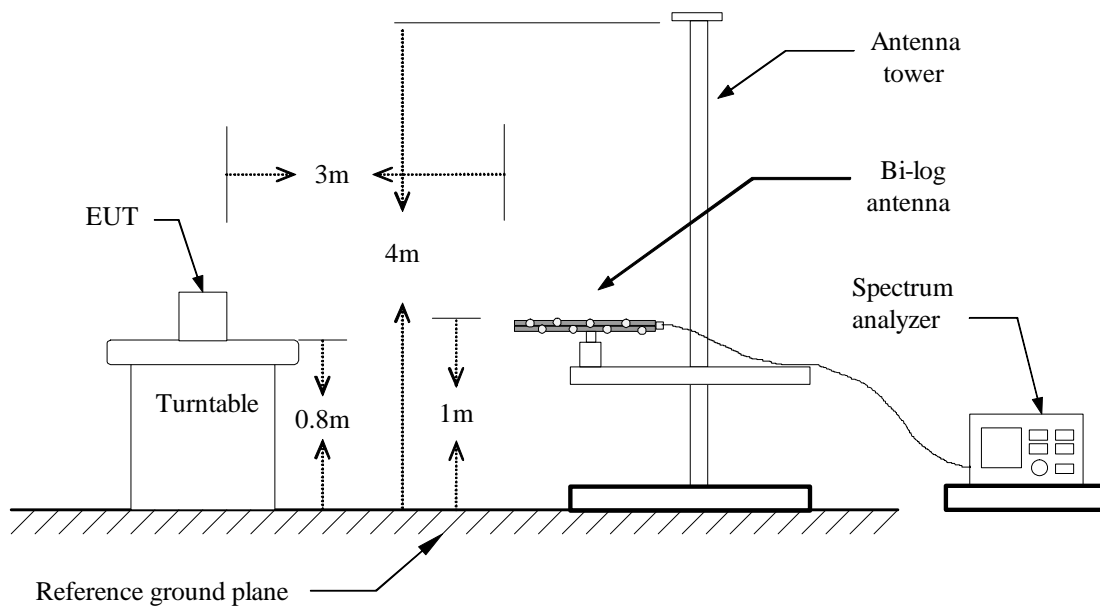 Antenna
tower
3m
Bi-log
antenna
EUT
4m
Spectrum
analyzer
Turntable
0.8m
1m
Reference ground plane